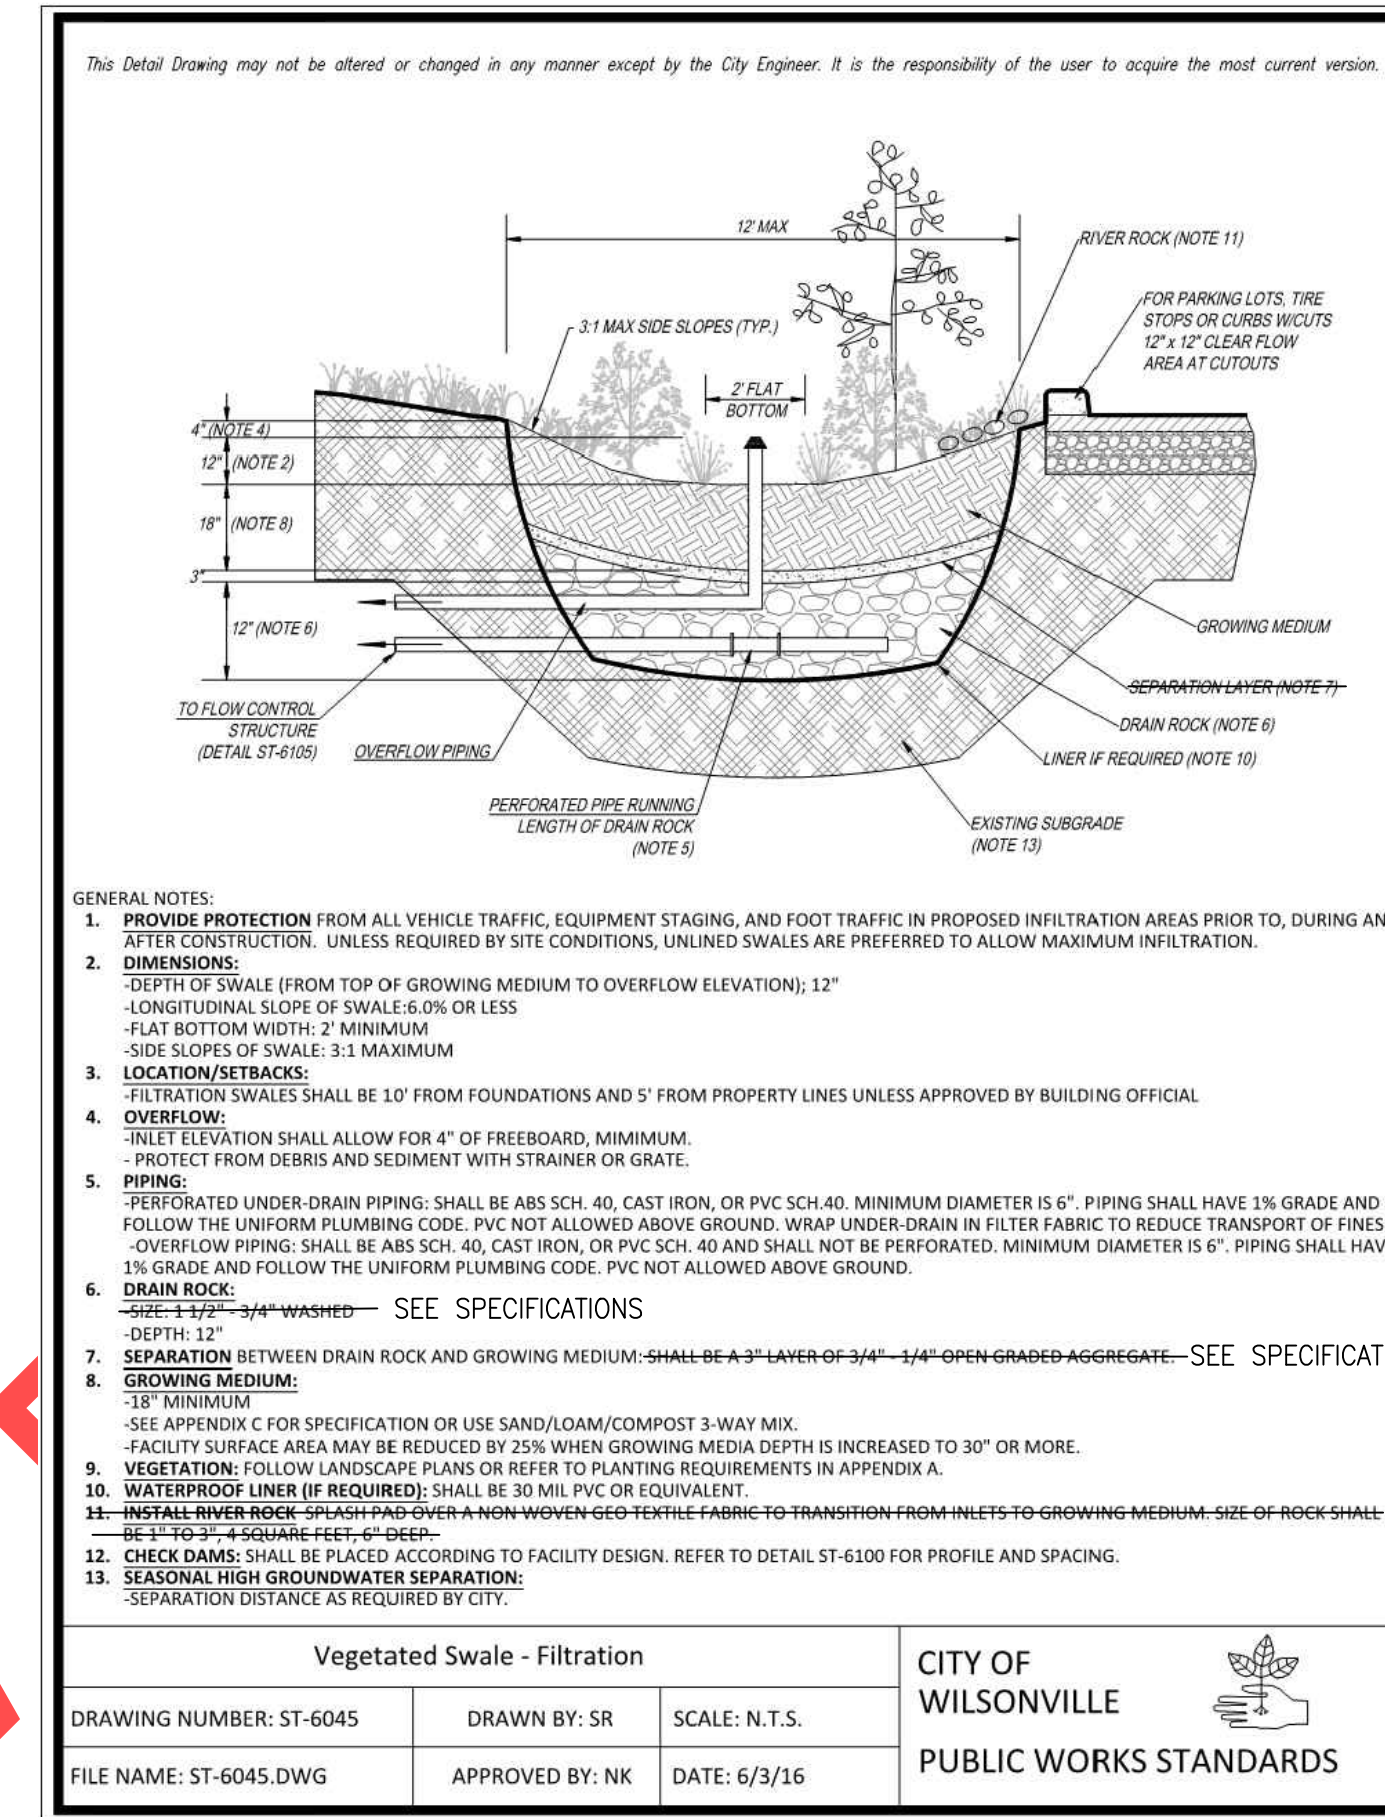 This Detail Drawing may not be altered or changed in any manner except by the City Engineer. It is the responsibility of the user to acquire the most current version.
12' MAX
RIVER ROCK (NOTE 11)
FOR PARKING LOTS, TIRE
STOPS OR CURBS W/CUTS
12" x 12" CLEAR FLOW
AREA AT CUTOUTS
3:1 MAX SIDE SLOPES (TYP.)
2' FLAT
BOTTOM
4" (NOTE 4)
12" (NOTE 2)
18" (NOTE 8)
3"
12" (NOTE 6)
GROWING MEDIUM
SEPARATION LAYER (NOTE 7)
TO FLOW CONTROL
STRUCTURE
(DETAIL ST-6105)
OVERFLOW PIPING
DRAIN ROCK (NOTE 6)
LINER IF REQUIRED (NOTE 10)
PERFORATED PIPE RUNNING
LENGTH OF DRAIN ROCK
(NOTE 5)
EXISTING SUBGRADE
(NOTE 13)
GENERAL NOTES:
1. PROVIDE PROTECTION FROM ALL VEHICLE TRAFFIC, EQUIPMENT STAGING, AND FOOT TRAFFIC IN PROPOSED INFILTRATION AREAS PRIOR TO, DURING AN
AFTER CONSTRUCTION. UNLESS REQUIRED BY SITE CONDITIONS, UNLINED SWALES ARE PREFERRED TO ALLOW MAXIMUM INFILTRATION.
2. DIMENSIONS:
-DEPTH OF SWALE (FROM TOP OF GROWING MEDIUM TO OVERFLOW ELEVATION); 12"
-LONGITUDINAL SLOPE OF SWALE:6.0% OR LESS
-FLAT BOTTOM WIDTH: 2' MINIMUM
-SIDE SLOPES OF SWALE: 3:1 MAXIMUM
3. LOCATION/SETBACKS:
-FILTRATION SWALES SHALL BE 10' FROM FOUNDATIONS AND 5' FROM PROPERTY LINES UNLESS APPROVED BY BUILDING OFFICIAL
4. OVERFLOW:
-INLET ELEVATION SHALL ALLOW FOR 4" OF FREEBOARD, MIMIMUM.
- PROTECT FROM DEBRIS AND SEDIMENT WITH STRAINER OR GRATE.
5. PIPING:
-PERFORATED UNDER-DRAIN PIPING: SHALL BE ABS SCH. 40, CAST IRON, OR PVC SCH.40. MINIMUM DIAMETER IS 6". PIPING SHALL HAVE 1% GRADE AND
FOLLOW THE UNIFORM PLUMBING CODE. PVC NOT ALLOWED ABOVE GROUND. WRAP UNDER-DRAIN IN FILTER FABRIC TO REDUCE TRANSPORT OF FINES
-OVERFLOW PIPING: SHALL BE ABS SCH. 40, CAST IRON, OR PVC SCH. 40 AND SHALL NOT BE PERFORATED. MINIMUM DIAMETER IS 6". PIPING SHALL HAV
1% GRADE AND FOLLOW THE UNIFORM PLUMBING CODE. PVC NOT ALLOWED ABOVE GROUND.
6. DRAIN ROCK:
-SIZE: 1 1/2" - 3/4" WASHED SEE SPECIFICATIONS
-DEPTH: 12"
7. SEPARATION BETWEEN DRAIN ROCK AND GROWING MEDIUM: SHALL BE A 3" LAYER OF 3/4" - 1/4" OPEN GRADED AGGREGATE. SEE SPECIFICAT
8. GROWING MEDIUM:
-18" MINIMUM
-SEE APPENDIX C FOR SPECIFICATION OR USE SAND/LOAM/COMPOST 3-WAY MIX.
-FACILITY SURFACE AREA MAY BE REDUCED BY 25% WHEN GROWING MEDIA DEPTH IS INCREASED TO 30" OR MORE.
9. VEGETATION: FOLLOW LANDSCAPE PLANS OR REFER TO PLANTING REQUIREMENTS IN APPENDIX A.
10. WATERPROOF LINER (IF REQUIRED): SHALL BE 30 MIL PVC OR EQUIVALENT.
11. INSTALL RIVER ROCK SPLASH PAD OVER A NON WOVEN GEO TEXTILE FABRIC TO TRANSITION FROM INLETS TO GROWING MEDIUM. SIZE OF ROCK SHALL
BE 1" TO 3", 4 SQUARE FEET, 6" DEEP.
12. CHECK DAMS: SHALL BE PLACED ACCORDING TO FACILITY DESIGN. REFER TO DETAIL ST-6100 FOR PROFILE AND SPACING.
13. SEASONAL HIGH GROUNDWATER SEPARATION:
-SEPARATION DISTANCE AS REQUIRED BY CITY.
Vegetated Swale - Filtration
DRAWING NUMBER: ST-6045
DRAWN BY: SR
SCALE: N.T.S.
FILE NAME: ST-6045.DWG
APPROVED BY: NK
DATE: 6/3/16
CITY OF
WILSONVILLE
PUBLIC WORKS STANDARDS